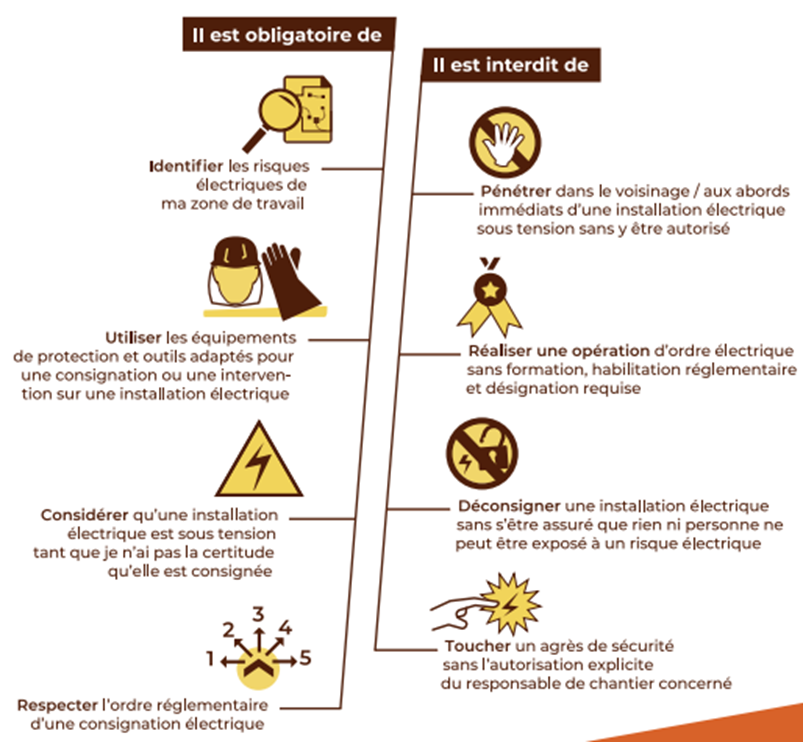 Il est obligatoire de
Identifier les risques
électriques de
ma zone de travail
Utiliser les équipements
de protection et outils adaptés pour
une consignation ou une interven-
tion sur une installation électrique
Considérer qu'une installation
électrique est sous tension
tant que je n'ai pas la certitude
qu'elle est consignée
1 2 3 4 5
Respecter l'ordre réglementaire
d'une consignation électrique
Il est interdit de
Pénétrer dans le voisinage / aux abords
immédiats d'une installation électrique
sous tension sans y être autorisé
Réaliser une opération d'ordre électrique
sans formation, habilitation réglementaire
et désignation requise
Déconsigner une installation électrique
sans s'être assuré que rien ni personne ne
peut être exposé à un risque électrique
Toucher un agrès de sécurité
sans l'autorisation explicite
du responsable de chantier concerné